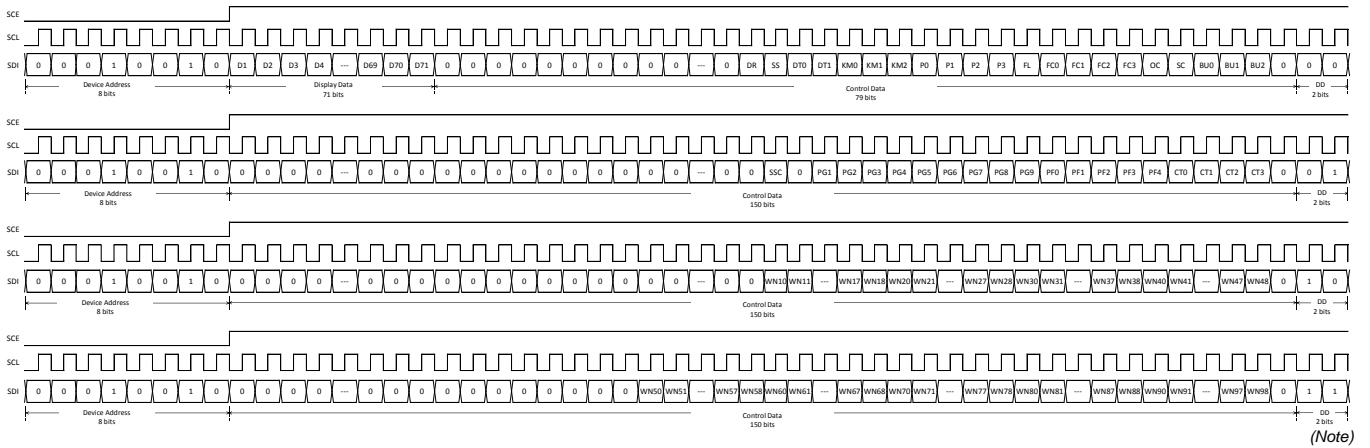 SCE
SCL
SDI 0 0 0 1 0 0 1 0 D1 D2 D3 D4 --- D69 D70 D71 0 0 0 0 0 0 0 0 0 0 --- 0 DR SS DT0 DT1 KM0 KM1 KM2 P0 P1 P2 P3 FL FC0 FC1 FC2 FC3 OC SC BU0 BU1 BU2 0 0 0
Device Address Display Data Control Data DD
8 bits 71 bits 79 bits 2 bits
SCE
SCL
SDI 0 0 0 1 0 0 1 0 0 0 0 0 --- 0 0 0 0 0 0 0 0 0 0 0 0 0 --- 0 0 SSC 0 PG1 PG2 PG3 PG4 PG5 PG6 PG7 PG8 PG9 PF0 PF1 PF2 PF3 PF4 CT0 CT1 CT2 CT3 0 0 1
Device Address Control Data DD
8 bits 150 bits 2 bits
SCE
SCL
SDI 0 0 0 1 0 0 1 0 0 0 0 0 --- 0 0 0 0 0 0 0 0 0 0 0 0 0 --- 0 0 WN10 WN11 --- WN17 WN18 WN20 WN21 --- WN27 WN28 WN30 WN31 --- WN37 WN38 WN40 WN41 --- WN47 WN48 0 1 0
Device Address Control Data DD
8 bits 150 bits 2 bits
SCE
SCL
SDI 0 0 0 1 0 0 1 0 0 0 0 0 --- 0 0 0 0 0 0 0 0 0 0 0 WN50 WN51 --- WN57 WN58 WN60 WN61 --- WN67 WN68 WN70 WN71 --- WN77 WN78 WN80 WN81 --- WN87 WN88 WN90 WN91 --- WN97 WN98 0 1 1
Device Address Control Data DD
8 bits 150 bits 2 bits
(Note)